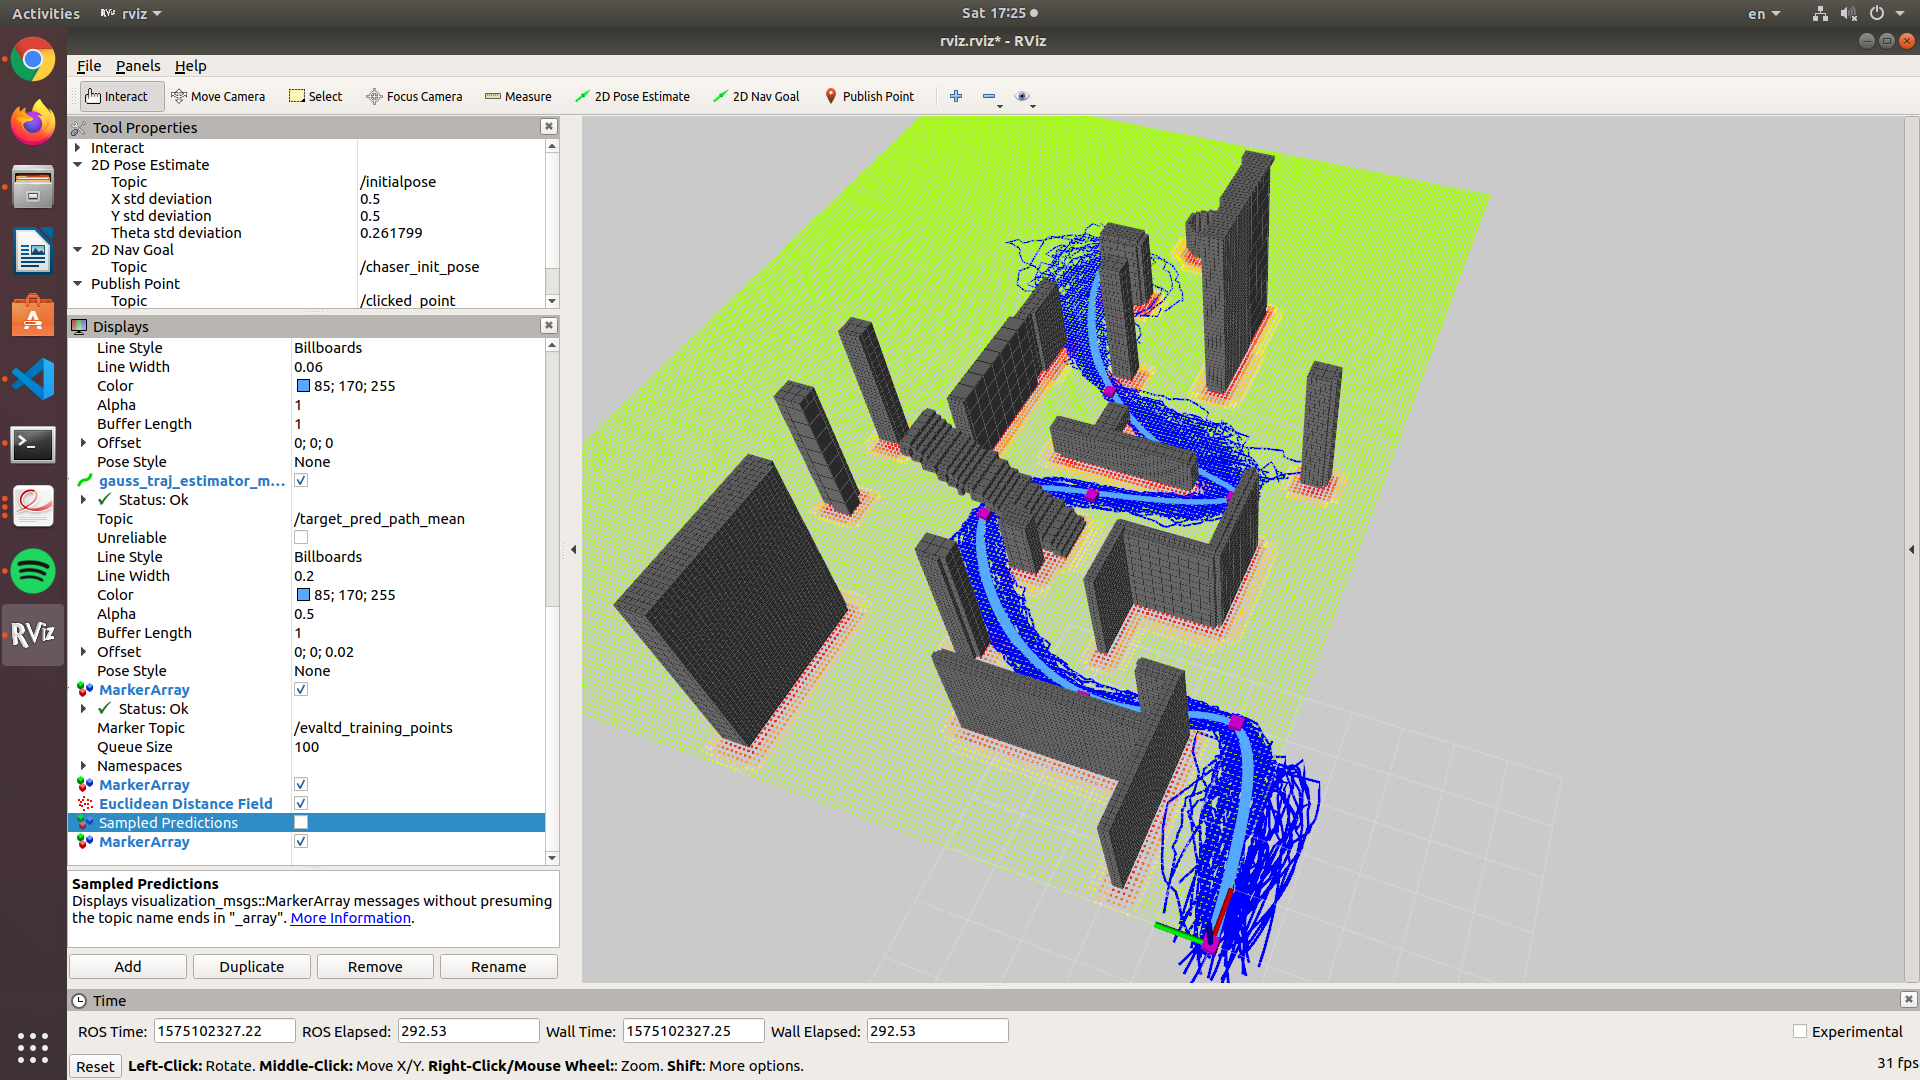 Activities rviz Sat 17:25 en
rviz.rviz* - RViz
File Panels Help
Interact Move Camera Select Focus Camera Measure 2D Pose Estimate 2D Nav Goal Publish Point
Tool Properties
Interact
2D Pose Estimate
Topic /initialpose
X std deviation 0.5
Y std deviation 0.5
Theta std deviation 0.261799
2D Nav Goal
Topic /chaser_init_pose
Publish Point
Topic /clicked_point
Displays
Line Style Billboards
Line Width 0.06
Color 85; 170; 255
Alpha 1
Buffer Length 1
Offset 0; 0; 0
Pose Style None
gauss_traj_estimator_m...
Status: Ok
Topic /target_pred_path_mean
Unreliable
Line Style Billboards
Line Width 0.2
Color 85; 170; 255
Alpha 0.5
Buffer Length 1
Offset 0; 0; 0.02
Pose Style None
MarkerArray
Status: Ok
Marker Topic /evaltd_training_points
Queue Size 100
Namespaces
MarkerArray
Euclidean Distance Field
Sampled Predictions
MarkerArray
Sampled Predictions
Displays visualization_msgs::MarkerArray messages without presuming
the topic name ends in "_array". More Information.
Add Duplicate Remove Rename
RViz
Time
ROS Time: 1575102327.22 ROS Elapsed: 292.53 Wall Time: 1575102327.25 Wall Elapsed: 292.53 Experimental
Reset Left-Click: Rotate. Middle-Click: Move X/Y. Right-Click/Mouse Wheel:: Zoom. Shift: More options. 31 fps